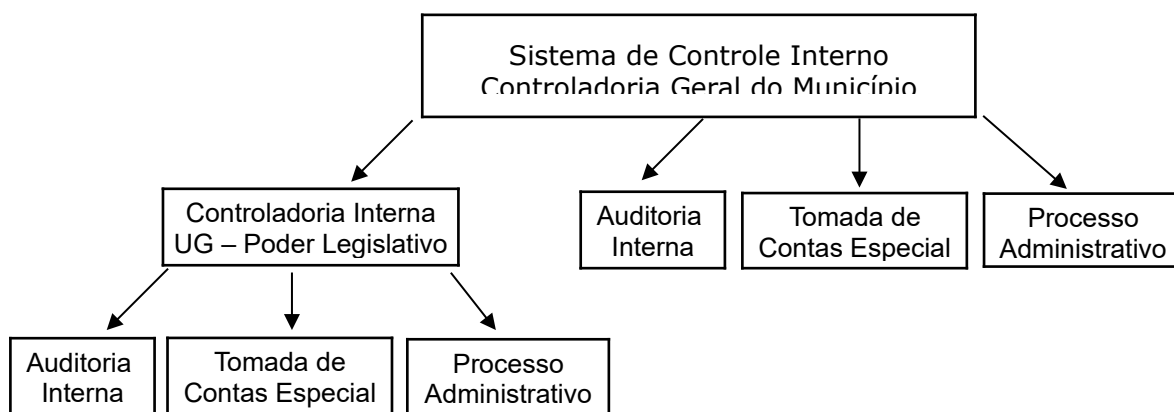 Sistema de Controle Interno
Controladoria Geral do Município
Controladoria Interna
UG – Poder Legislativo
Auditoria
Interna
Tomada de
Contas Especial
Processo
Administrativo
Auditoria
Interna
Tomada de
Contas Especial
Processo
Administrativo